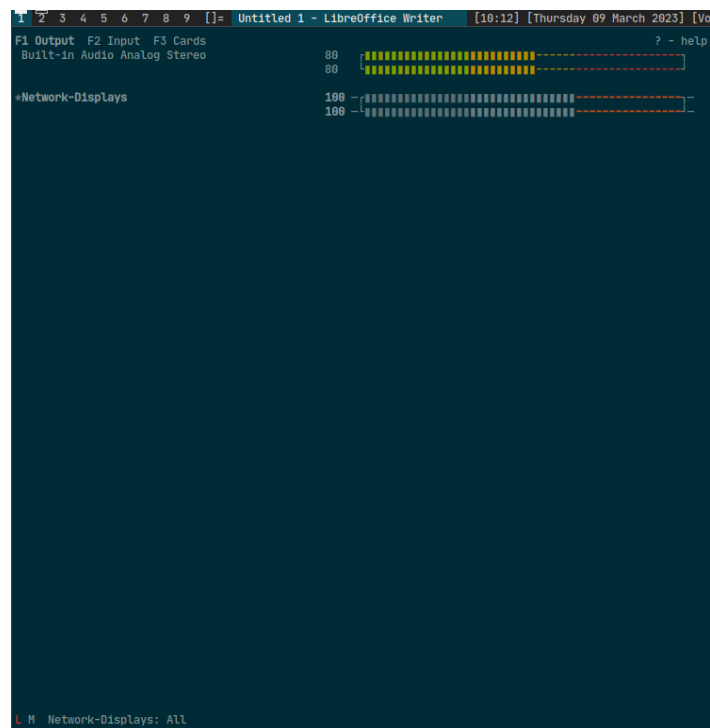 1 2 3 4 5 6 7 8 9 []= Untitled 1 - LibreOffice Writer [10:12] [Thursday 09 March 2023] [Vo
F1 Output F2 Input F3 Cards ? - help
Built-in Audio Analog Stereo 80
80
*Network-Displays 100
100
L M Network-Displays: All